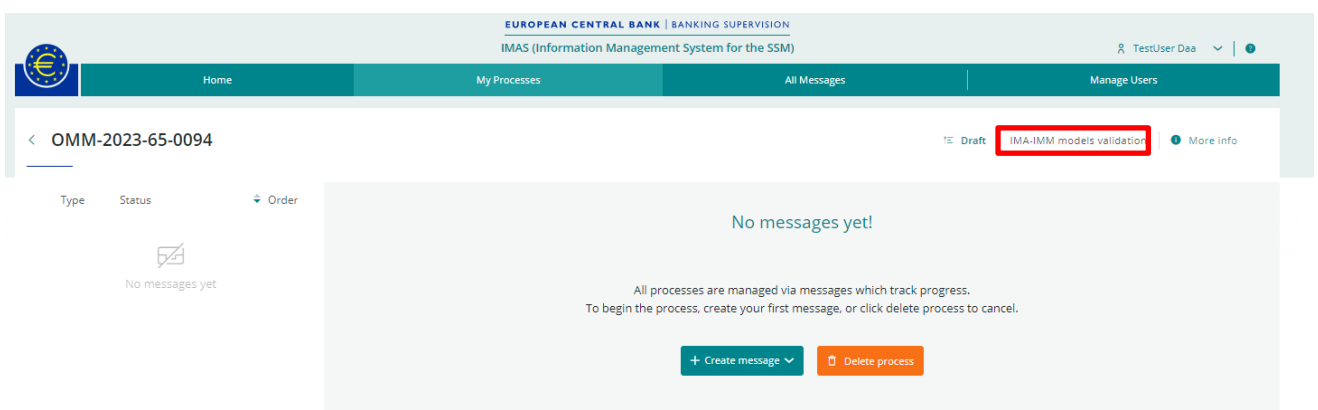 EUROPEAN CENTRAL BANK | BANKING SUPERVISION
IMAS (Information Management System for the SSM)
TestUser Daa
Home
My Processes
All Messages
Manage Users
OMM-2023-65-0094
Draft
IMA-IMM models validation
More info
Type
Status
Order
No messages yet
No messages yet!
All processes are managed via messages which track progress.
To begin the process, create your first message, or click delete process to cancel.
+ Create message
Delete process